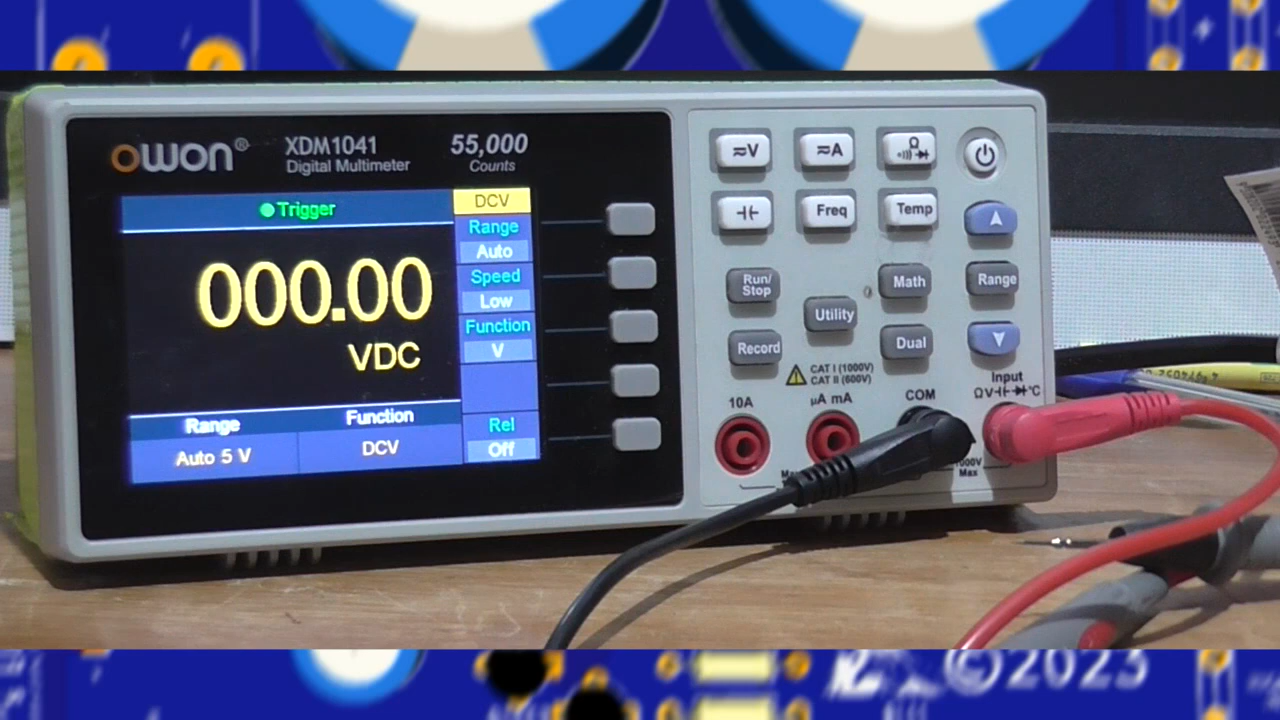 owon®
XDM1041
Digital Multimeter
55,000
Counts
Trigger
000.00
VDC
Range
Auto 5 V
Function
DCV
DCV
Range
Auto
Speed
Low
Function
V
Rel
Off
V
A
Ω
Freq
Temp
Run/
Stop
Math
Range
Utility
Record
Dual
CAT I (1000V)
CAT II (600V)
10A
µA mA
COM
Input
ΩV °C
Max
©2023